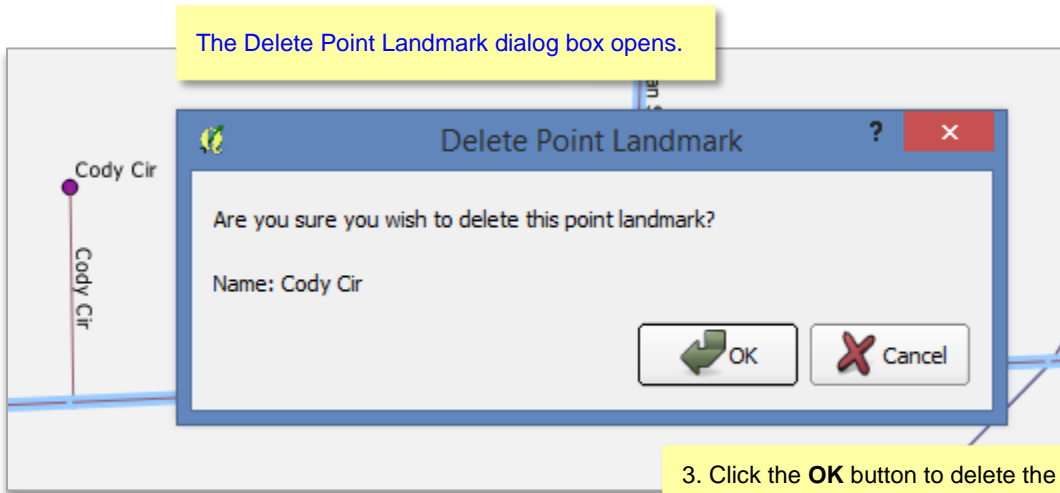 The Delete Point Landmark dialog box opens.
Delete Point Landmark
?
Cody Cir
Are you sure you wish to delete this point landmark?
Cody Cir
Name: Cody Cir
OK
Cancel
3. Click the OK button to delete the